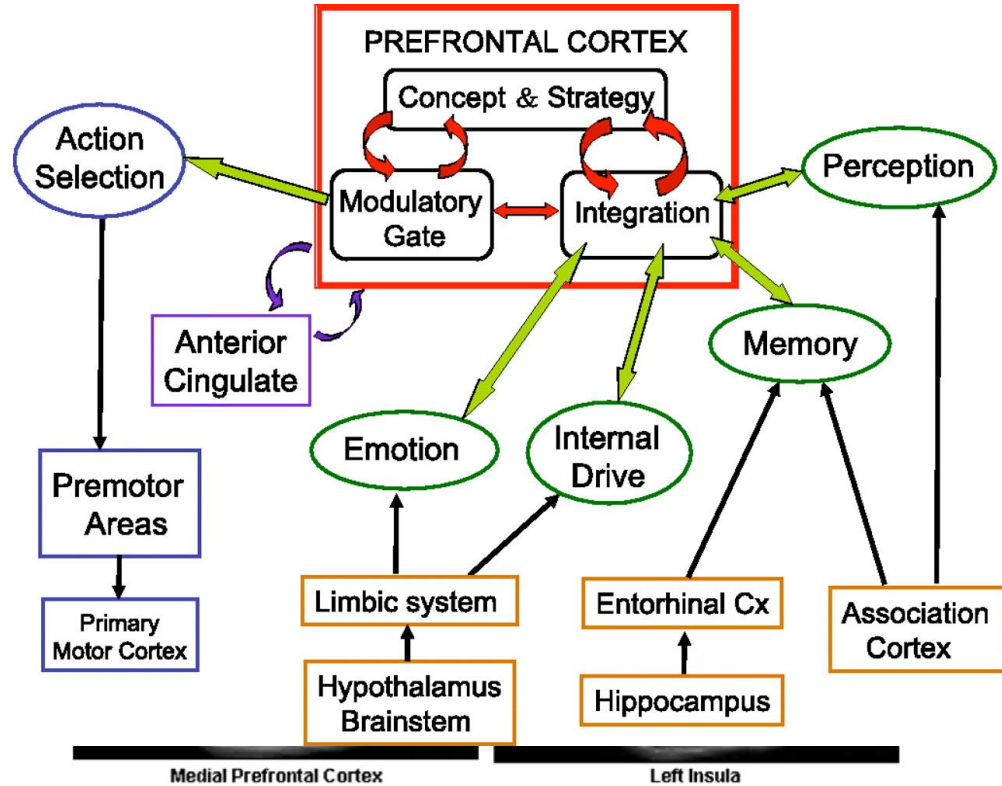 PREFRONTAL CORTEX
Concept & Strategy
Action
Selection
Modulatory
Gate
Integration
Perception
Anterior
Cingulate
Memory
Emotion
Internal
Drive
Premotor
Areas
Limbic system
Entorhinal Cx
Association
Cortex
Primary
Motor Cortex
Hypothalamus
Brainstem
Hippocampus
Medial Prefrontal Cortex
Left Insula